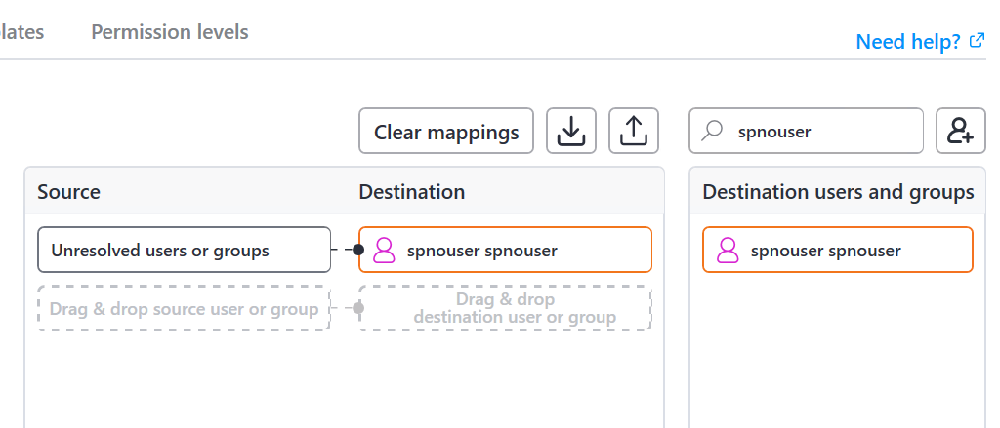 lates
Permission levels
Need help?
Clear mappings
spnouser
Source
Destination
Destination users and groups
Unresolved users or groups
spnouser spnouser
spnouser spnouser
Drag & drop source user or group
Drag & drop
destination user or group